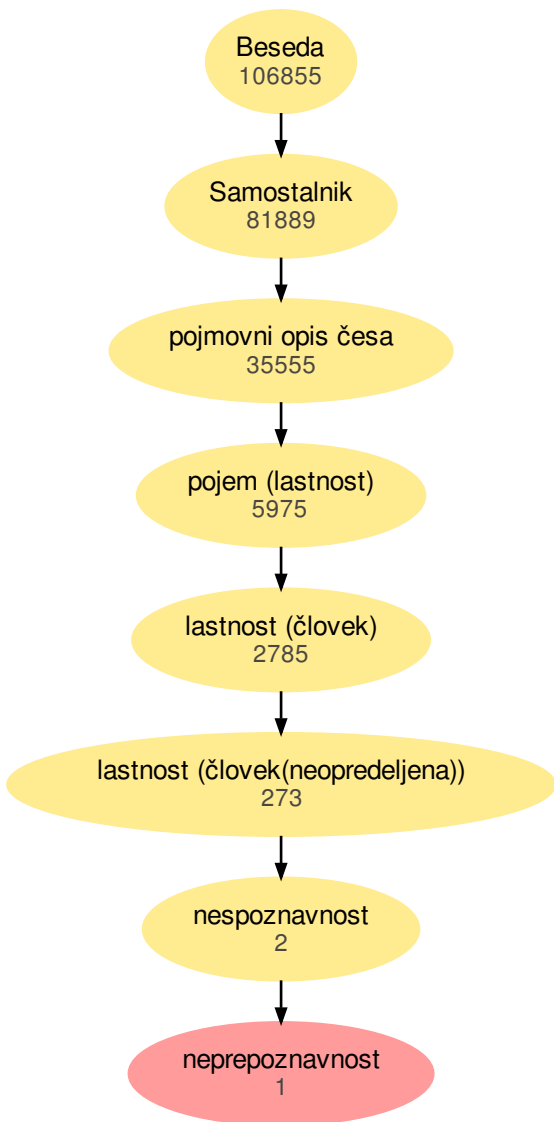 Beseda
106855
Samostalnik
81889
pojmovni opis česa
35555
pojem (lastnost)
5975
lastnost (človek)
2785
lastnost (človek(neopredeljena))
273
nespoznavnost
2
neprepoznavnost
1